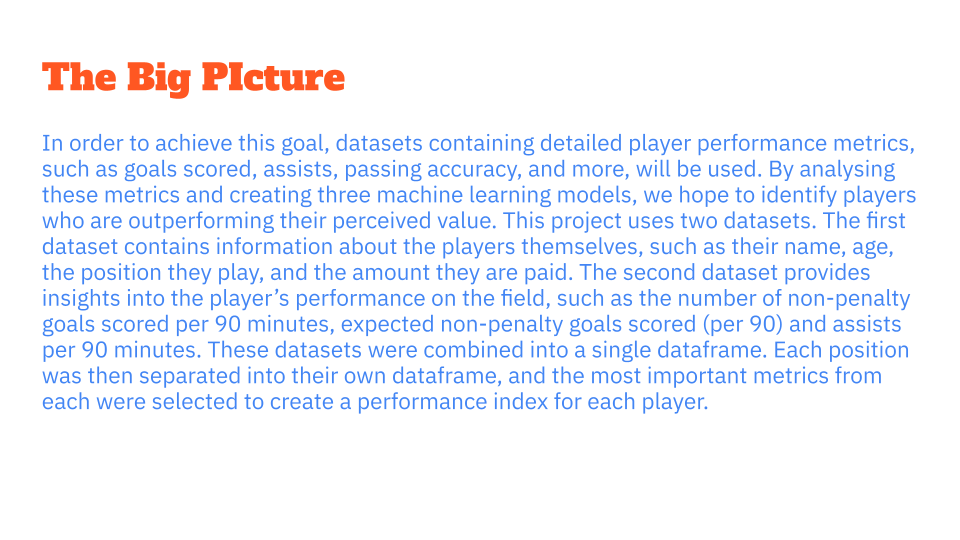 The Big PIcture
In order to achieve this goal, datasets containing detailed player performance metrics,
such as goals scored, assists, passing accuracy, and more, will be used. By analysing
these metrics and creating three machine learning models, we hope to identify players
who are outperforming their perceived value. This project uses two datasets. The first
dataset contains information about the players themselves, such as their name, age,
the position they play, and the amount they are paid. The second dataset provides
insights into the player’s performance on the field, such as the number of non-penalty
goals scored per 90 minutes, expected non-penalty goals scored (per 90) and assists
per 90 minutes. These datasets were combined into a single dataframe. Each position
was then separated into their own dataframe, and the most important metrics from
each were selected to create a performance index for each player.